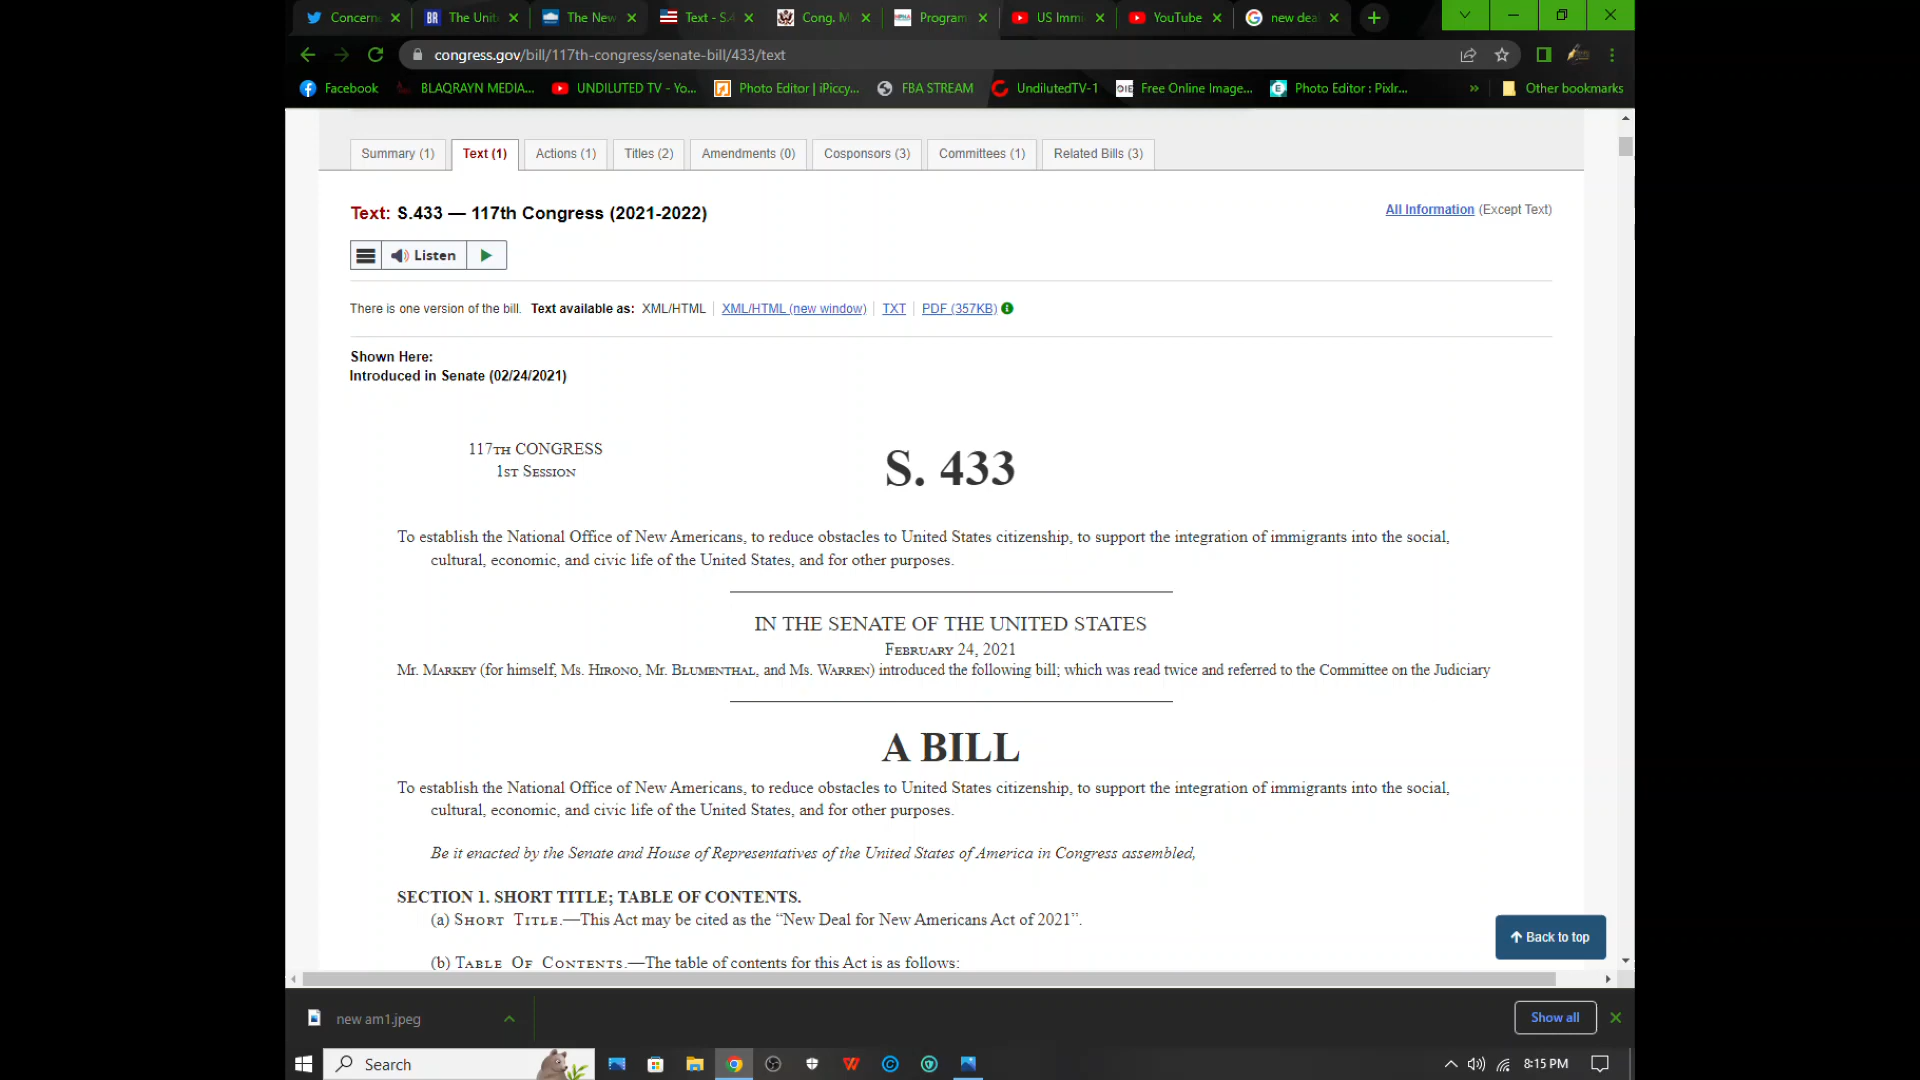 Concern
The Unit
The New
Text - S.4
Cong. M
Program
US Immi
YouTube
new deal
congress.gov/bill/117th-congress/senate-bill/433/text
Facebook
BLAQRAYN MEDIA...
UNDILUTED TV - Yo...
Photo Editor | iPiccy...
FBA STREAM
UndilutedTV-1
Free Online Image...
Photo Editor : Pixlr...
»
Other bookmarks
Summary (1)
Text (1)
Actions (1)
Titles (2)
Amendments (0)
Cosponsors (3)
Committees (1)
Related Bills (3)
Text: S.433 — 117th Congress (2021-2022)
All Information (Except Text)
Listen
There is one version of the bill. Text available as: XML/HTML XML/HTML (new window) TXT PDF (357KB)
Shown Here:
Introduced in Senate (02/24/2021)
117TH CONGRESS
1ST SESSION
S. 433
To establish the National Office of New Americans, to reduce obstacles to United States citizenship, to support the integration of immigrants into the social,
cultural, economic, and civic life of the United States, and for other purposes.
IN THE SENATE OF THE UNITED STATES
FEBRUARY 24, 2021
Mr. MARKEY (for himself, Ms. HIRONO, Mr. BLUMENTHAL, and Ms. WARREN) introduced the following bill; which was read twice and referred to the Committee on the Judiciary
A BILL
To establish the National Office of New Americans, to reduce obstacles to United States citizenship, to support the integration of immigrants into the social,
cultural, economic, and civic life of the United States, and for other purposes.
Be it enacted by the Senate and House of Representatives of the United States of America in Congress assembled,
SECTION 1. SHORT TITLE; TABLE OF CONTENTS.
(a) SHORT TITLE.—This Act may be cited as the “New Deal for New Americans Act of 2021”.
(b) TABLE OF CONTENTS.—The table of contents for this Act is as follows:
Back to top
new am1.jpeg
Show all
Search
8:15 PM